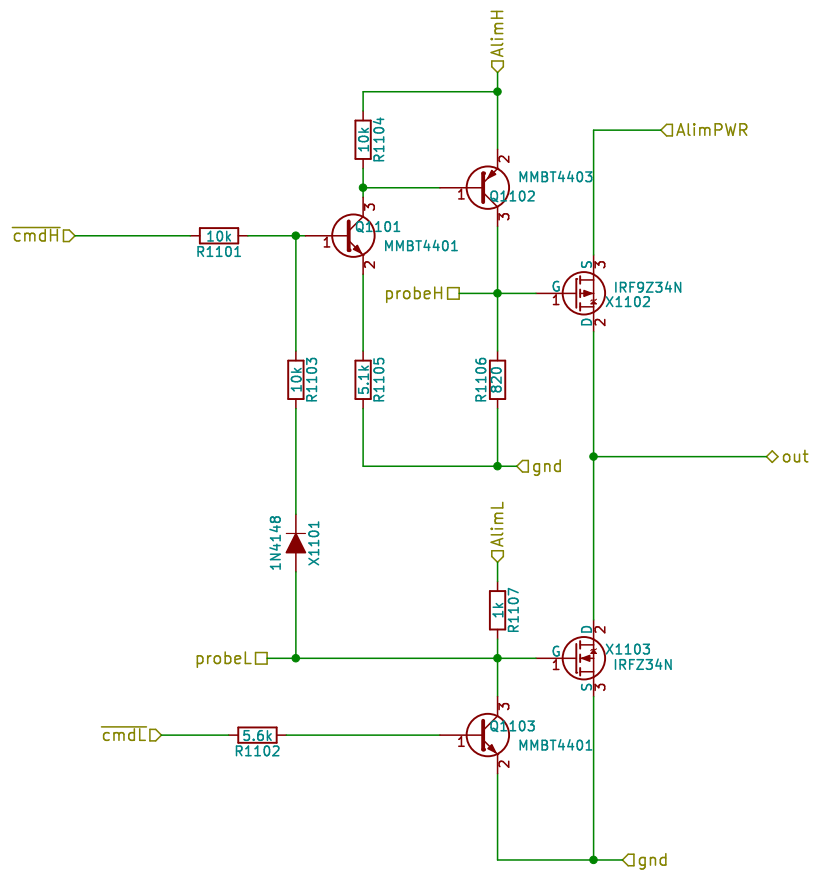 AlimH
10k
R1104
AlimPWR
2
MMBT4403
1
Q1102
3
3
Q1101
MMBT4401
1
2
cmdH
10k
R1101
probeH
S
3
G
1
IRF9Z34N
X1102
D
2
10k
R1103
5.1k
R1105
R1106
820
gnd
out
AlimL
1N4148
X1101
1k
R1107
probeL
D
2
G
1
X1103
IRFZ34N
S
3
cmdL
5.6k
R1102
3
Q1103
1
MMBT4401
2
gnd